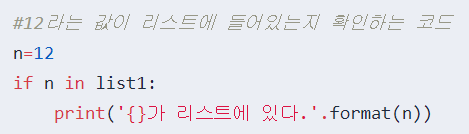 #12라는 값이 리스트에 들어있는지 확인하는 코드
n=12
if n in list1:
    print('{}가 리스트에 있다.'.format(n))